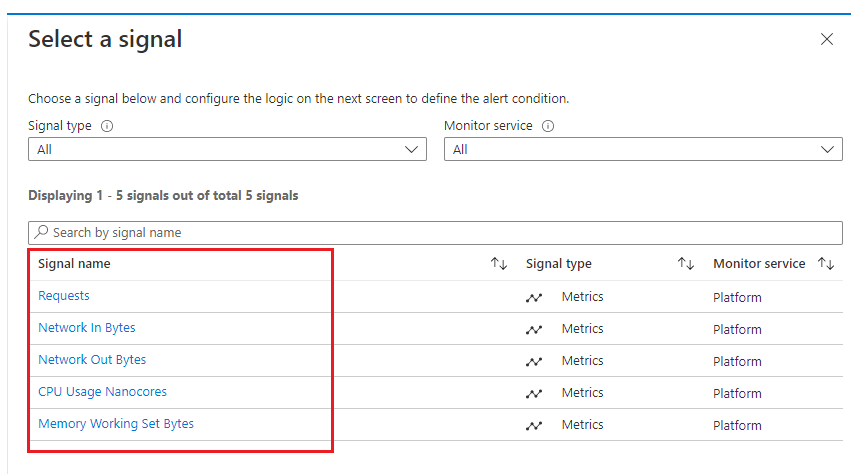 Select a signal
Choose a signal below and configure the logic on the next screen to define the alert condition.
Signal type Monitor service
All All
Displaying 1 - 5 signals out of total 5 signals
Search by signal name
Signal name Signal type Monitor service
Requests Metrics Platform
Network In Bytes Metrics Platform
Network Out Bytes Metrics Platform
CPU Usage Nanocores Metrics Platform
Memory Working Set Bytes Metrics Platform